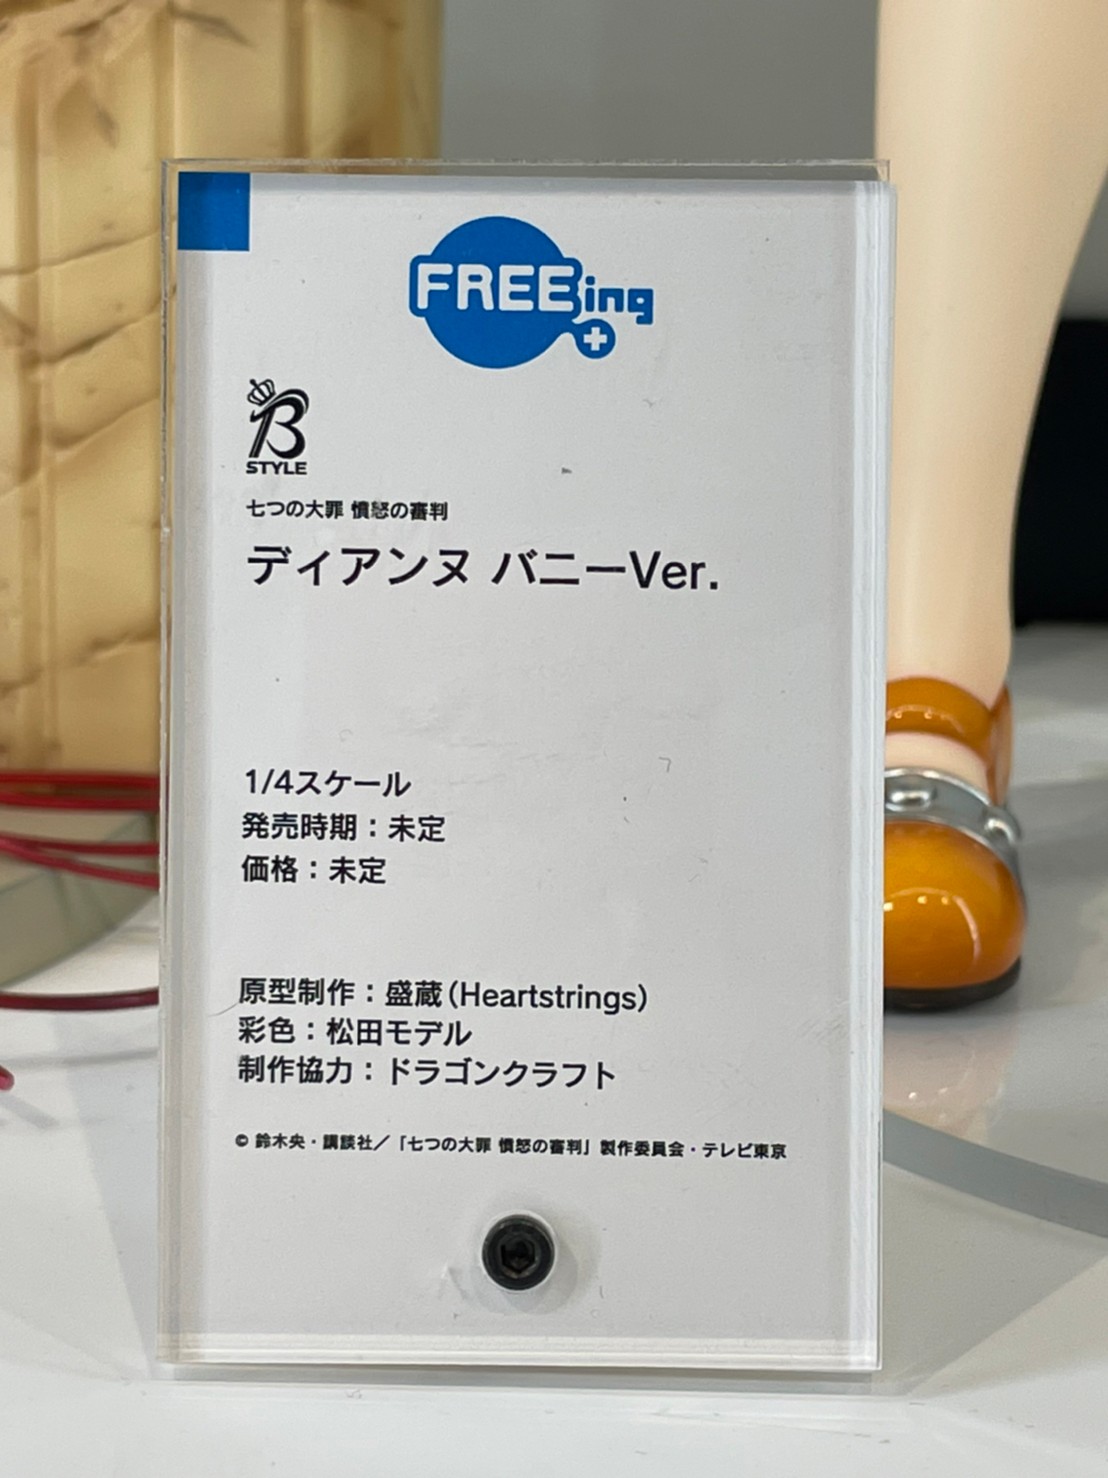 FREEing
B
STYLE
七つの大罪 憤怒の審判
ディアンヌ バニーVer.
1/4スケール
発売時期：未定
価格：未定
原型制作：盛蔵(Heartstrings)
彩色：松田モデル
制作協力：ドラゴンクラフト
© 鈴木央・講談社／「七つの大罪 憤怒の審判」製作委員会・テレビ東京